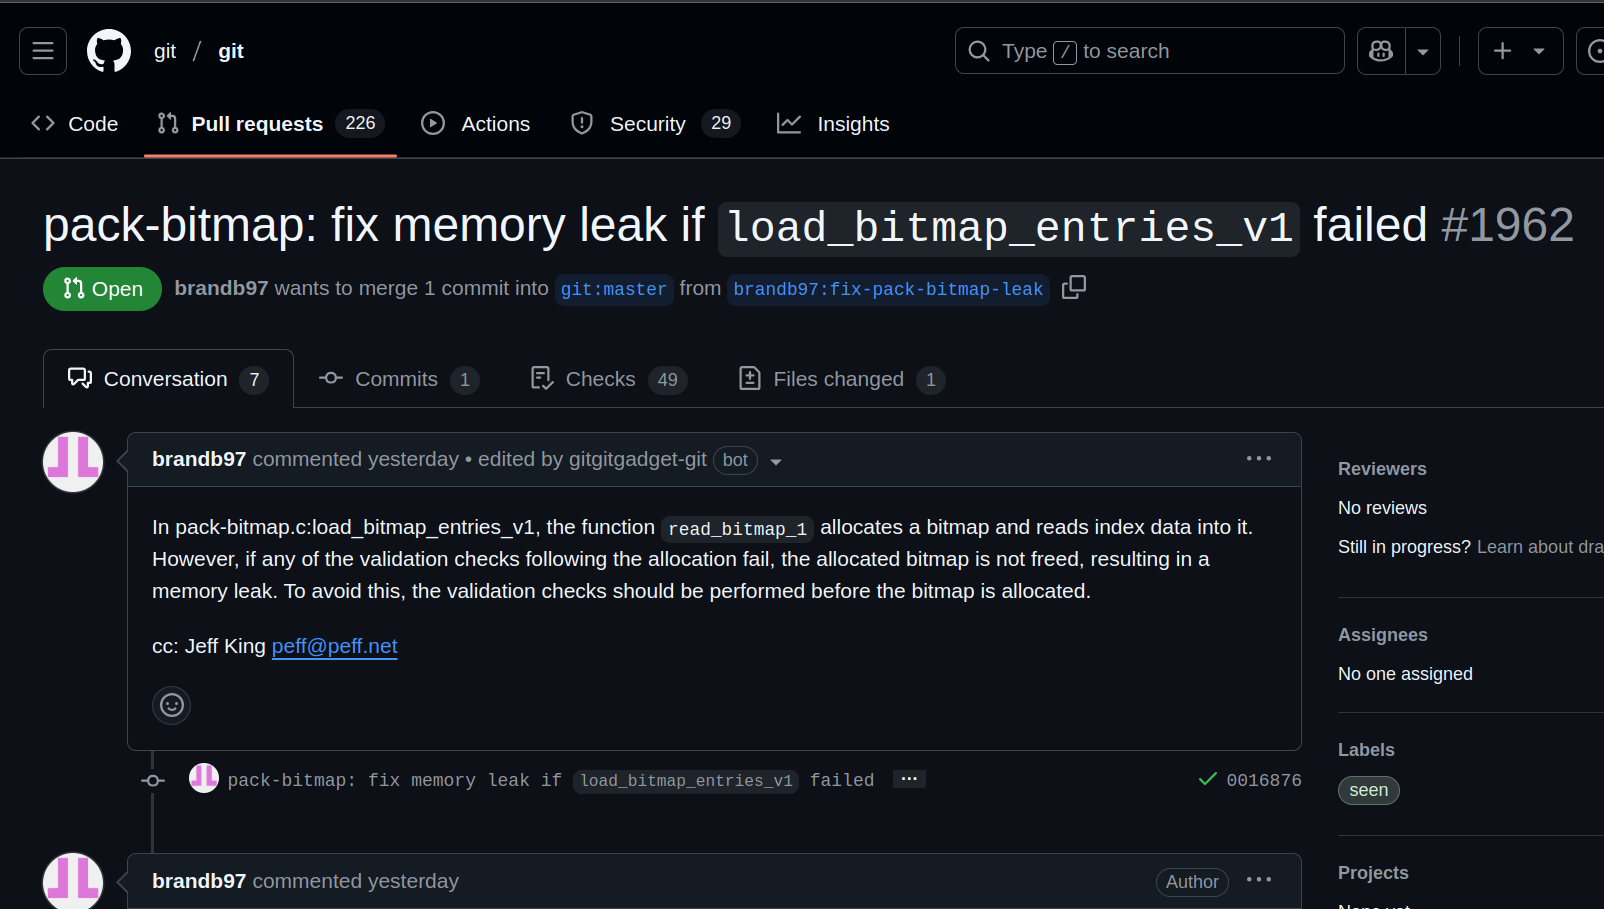 git / git
Type / to search
Code
Pull requests 226
Actions
Security 29
Insights
pack-bitmap: fix memory leak if load_bitmap_entries_v1 failed #1962
Open
brandb97 wants to merge 1 commit into git:master from brandb97:fix-pack-bitmap-leak
Conversation 7
Commits 1
Checks 49
Files changed 1
brandb97 commented yesterday • edited by gitgitgadget-git bot
In pack-bitmap.c:load_bitmap_entries_v1, the function read_bitmap_1 allocates a bitmap and reads index data into it.
However, if any of the validation checks following the allocation fail, the allocated bitmap is not freed, resulting in a
memory leak. To avoid this, the validation checks should be performed before the bitmap is allocated.
cc: Jeff King peff@peff.net
pack-bitmap: fix memory leak if load_bitmap_entries_v1 failed ... 0016876
brandb97 commented yesterday
Author
Reviewers
No reviews
Still in progress? Learn about dra
Assignees
No one assigned
Labels
seen
Projects